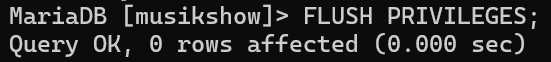 MariaDB [musikshow]> FLUSH PRIVILEGES;
Query OK, 0 rows affected (0.000 sec)